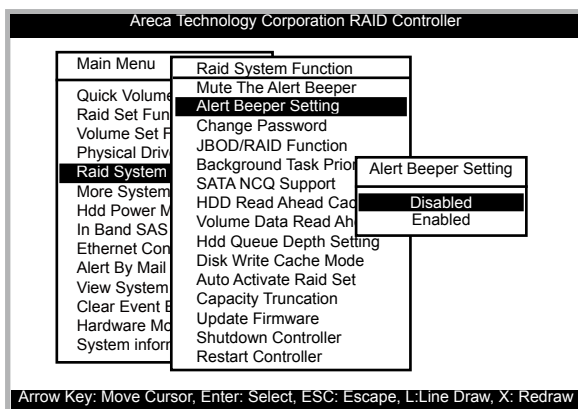 Areca Technology Corporation RAID Controller
Main Menu
Quick Volume
Raid Set Fun
Volume Set F
Physical Driv
Raid System
More System
Hdd Power M
In Band SAS
Ethernet Con
Alert By Mail
View System
Clear Event
Hardware Mo
System inform
Raid System Function
Mute The Alert Beeper
Alert Beeper Setting
Change Password
JBOD/RAID Function
Background Task Prior
SATA NCQ Support
HDD Read Ahead Cac
Volume Data Read Ah
Hdd Queue Depth Setting
Disk Write Cache Mode
Auto Activate Raid Set
Capacity Truncation
Update Firmware
Shutdown Controller
Restart Controller
Alert Beeper Setting
Disabled
Enabled
Arrow Key: Move Cursor, Enter: Select, ESC: Escape, L:Line Draw, X: Redraw